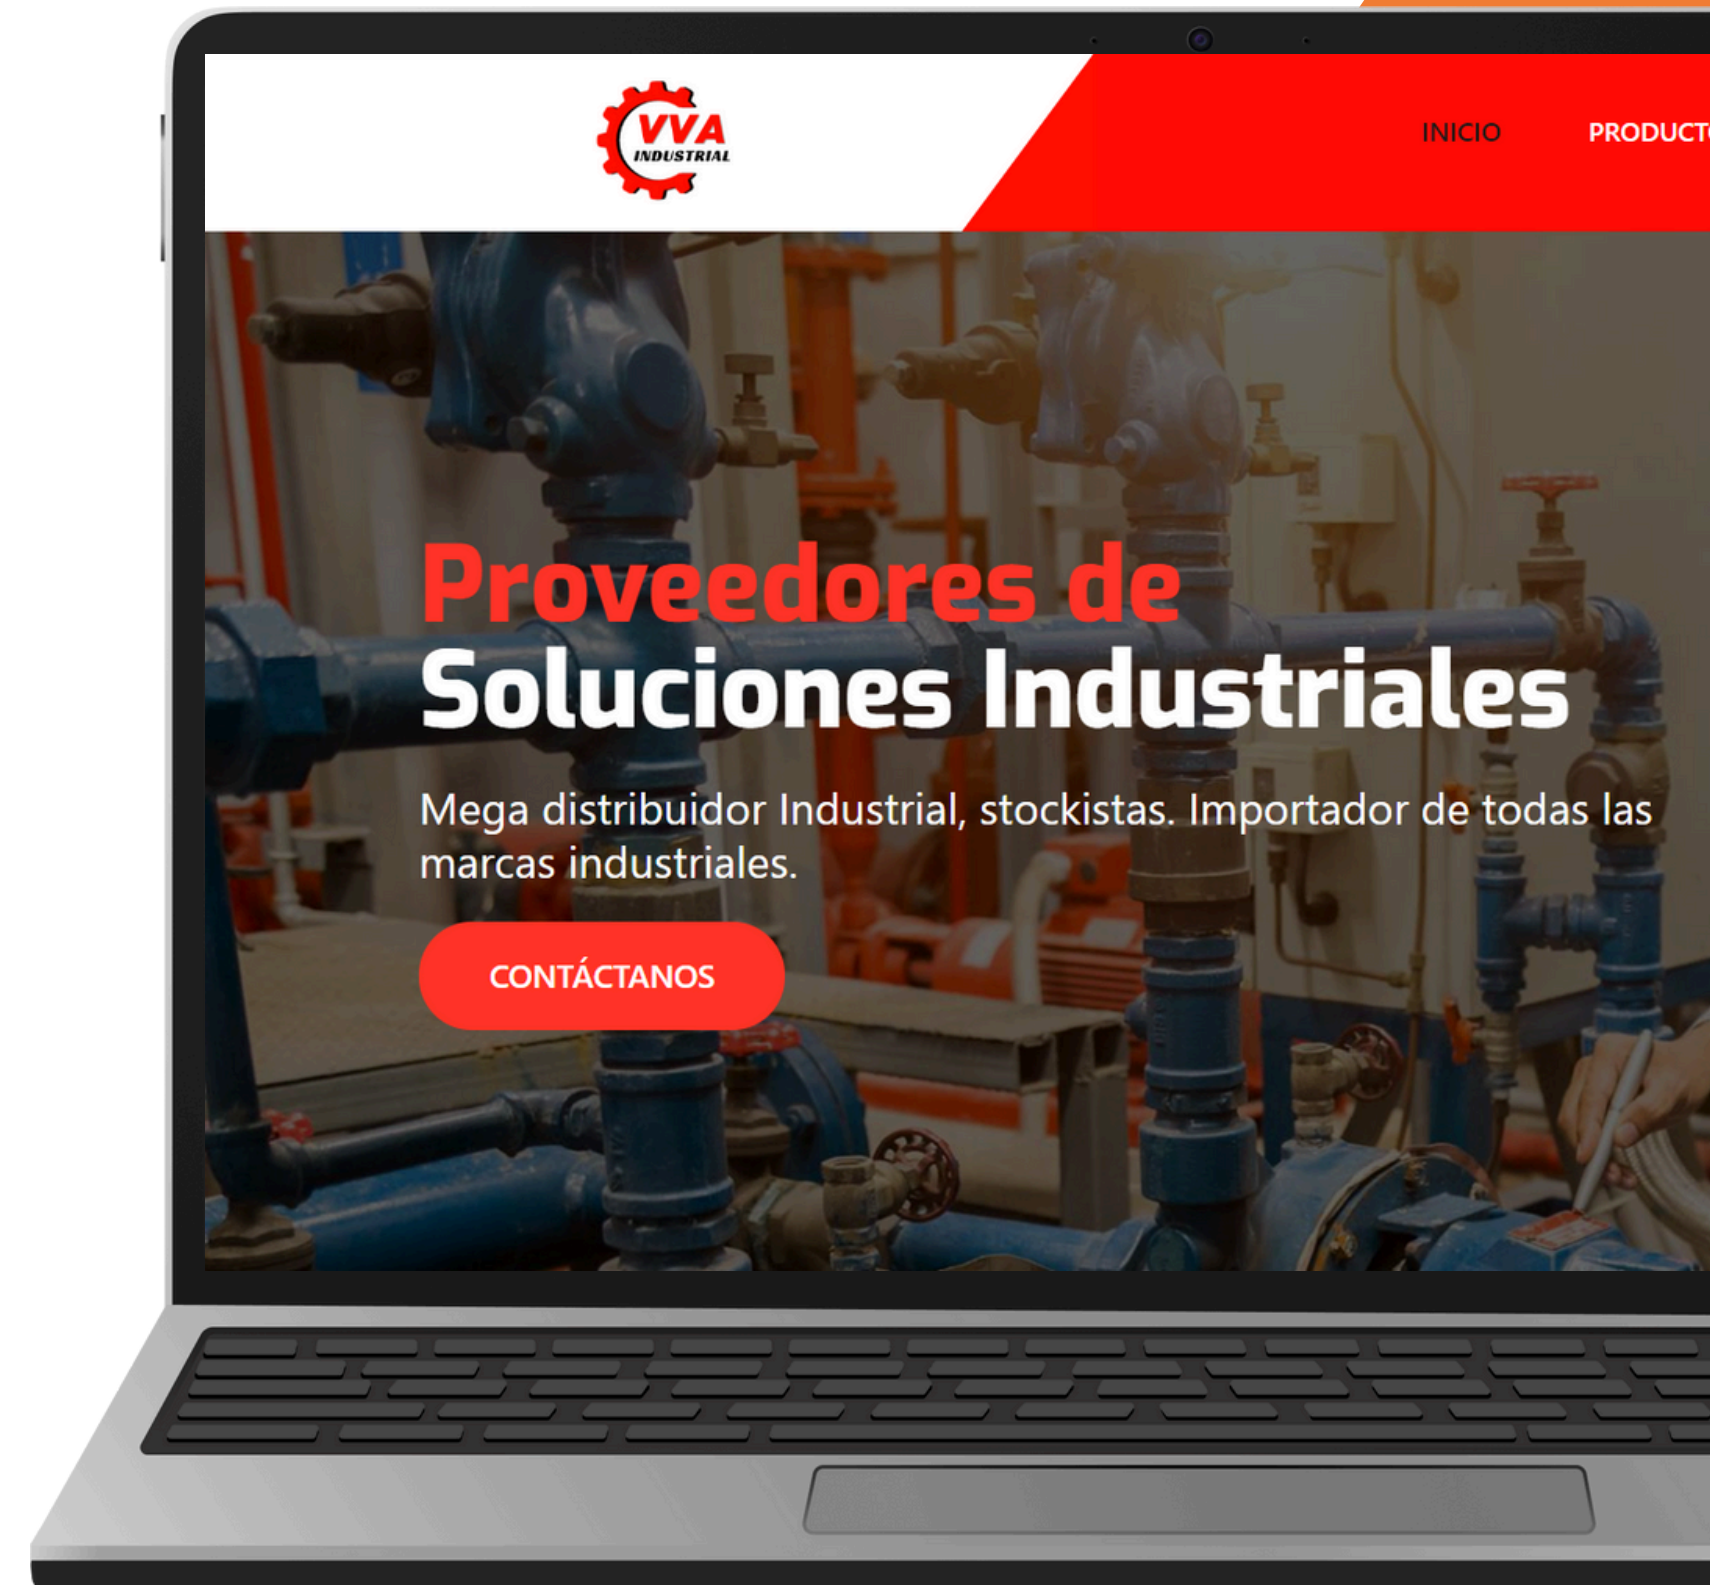 VVA
INDUSTRIAL
INICIO
Proveedores de
Soluciones Industriales
Mega distribuidor Industrial, stockistas. Importador de todas las
marcas industriales.
CONTÁCTANOS